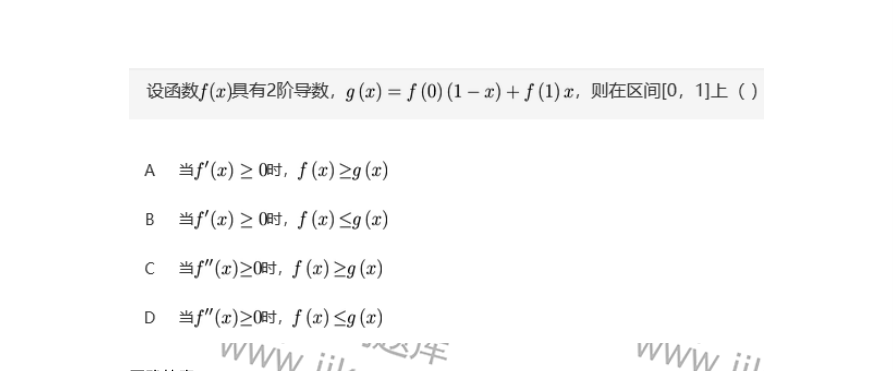 设函数f(x)具有2阶导数，g(x)=f(0)(1-x)+f(1)x，则在区间[0，1]上（ ）
A 当f′(x)≥0时，f(x)≥g(x)
B 当f′(x)≥0时，f(x)≤g(x)
C 当f″(x)≥0时，f(x)≥g(x)
D 当f″(x)≥0时，f(x)≤g(x)